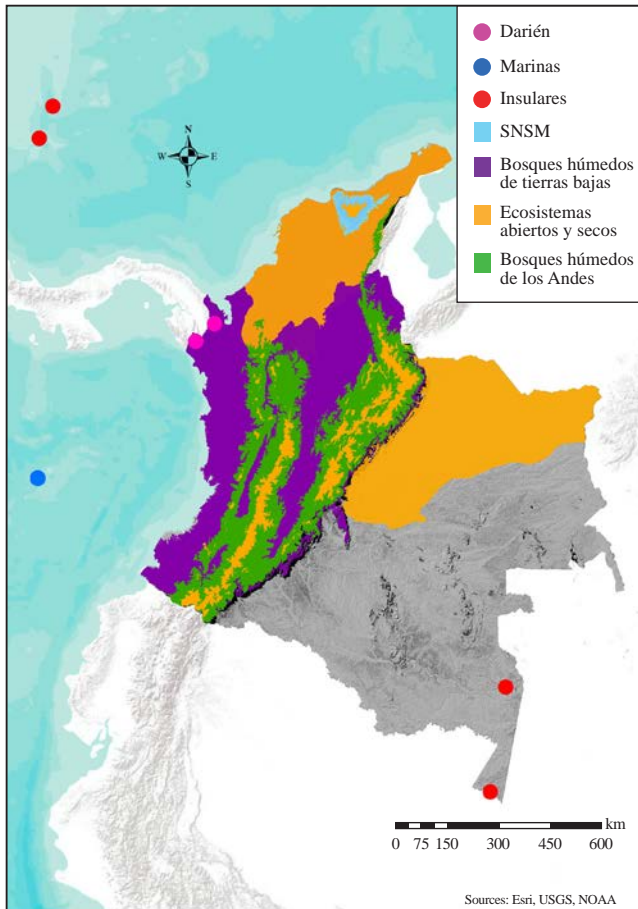 Darién
Marinas
Insulares
SNSM
Bosques húmedos
de tierras bajas
Ecosistemas
abiertos y secos
Bosques húmedos
de los Andes
N
W E
S
km
0 75 150 300 450 600
Sources: Esri, USGS, NOAA